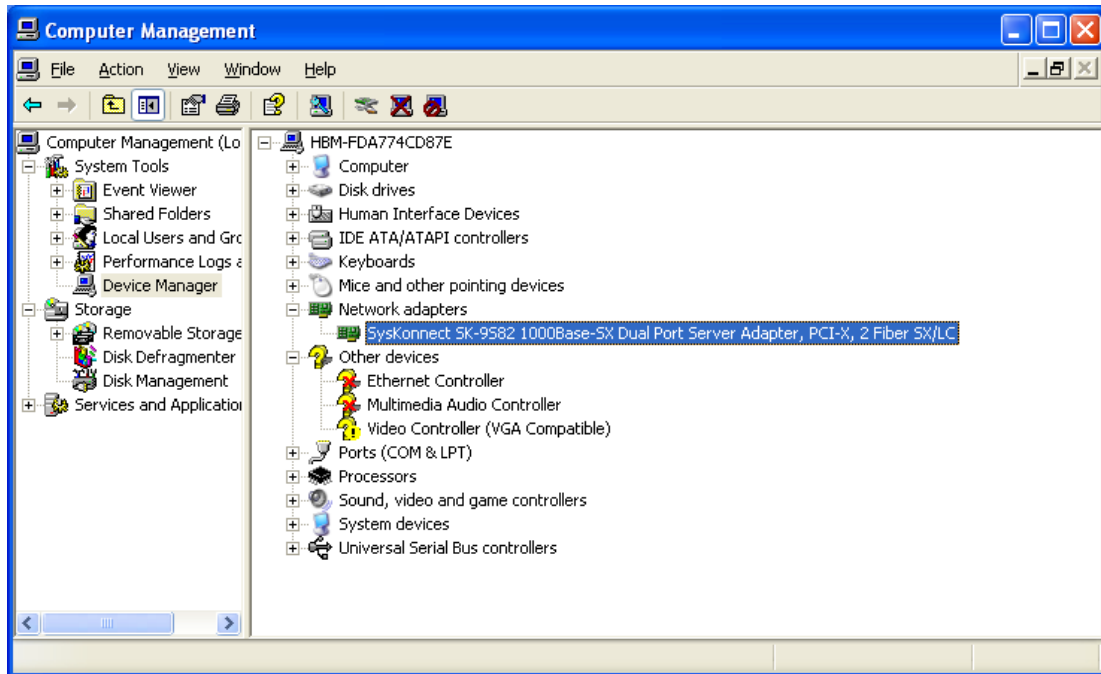 Computer Management
File Action View Window Help
Computer Management (Lo
System Tools
Event Viewer
Shared Folders
Local Users and Gro
Performance Logs a
Device Manager
Storage
Removable Storage
Disk Defragmenter
Disk Management
Services and Application
HBM-FDA774CD87E
Computer
Disk drives
Human Interface Devices
IDE ATA/ATAPI controllers
Keyboards
Mice and other pointing devices
Network adapters
SysKonnect SK-9S82 1000Base-SX Dual Port Server Adapter, PCI-X, 2 Fiber SX/LC
Other devices
Ethernet Controller
Multimedia Audio Controller
Video Controller (VGA Compatible)
Ports (COM & LPT)
Processors
Sound, video and game controllers
System devices
Universal Serial Bus controllers